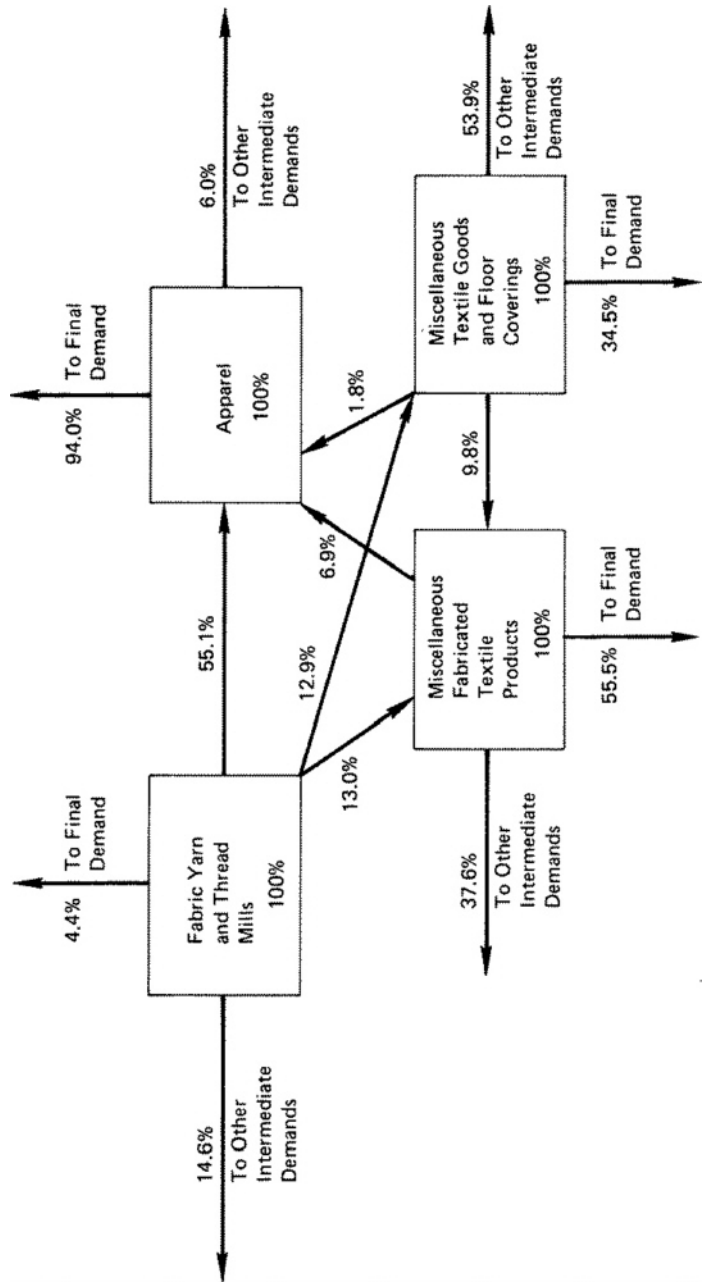 4.4%
To Final
Demand
94.0%
To Final
Demand
14.6%
To Other
Intermediate
Demands
Fabric Yarn
and Thread
Mills
100%
55.1%
Apparel
100%
6.0%
To Other
Intermediate
Demands
12.9%
13.0%
6.9%
1.8%
37.6%
To Other
Intermediate
Demands
Miscellaneous
Fabricated
Textile
Products
100%
9.8%
Miscellaneous
Textile Goods
and Floor
Coverings
100%
53.9%
To Other
Intermediate
Demands
55.5%
To Final
Demand
34.5%
To Final
Demand